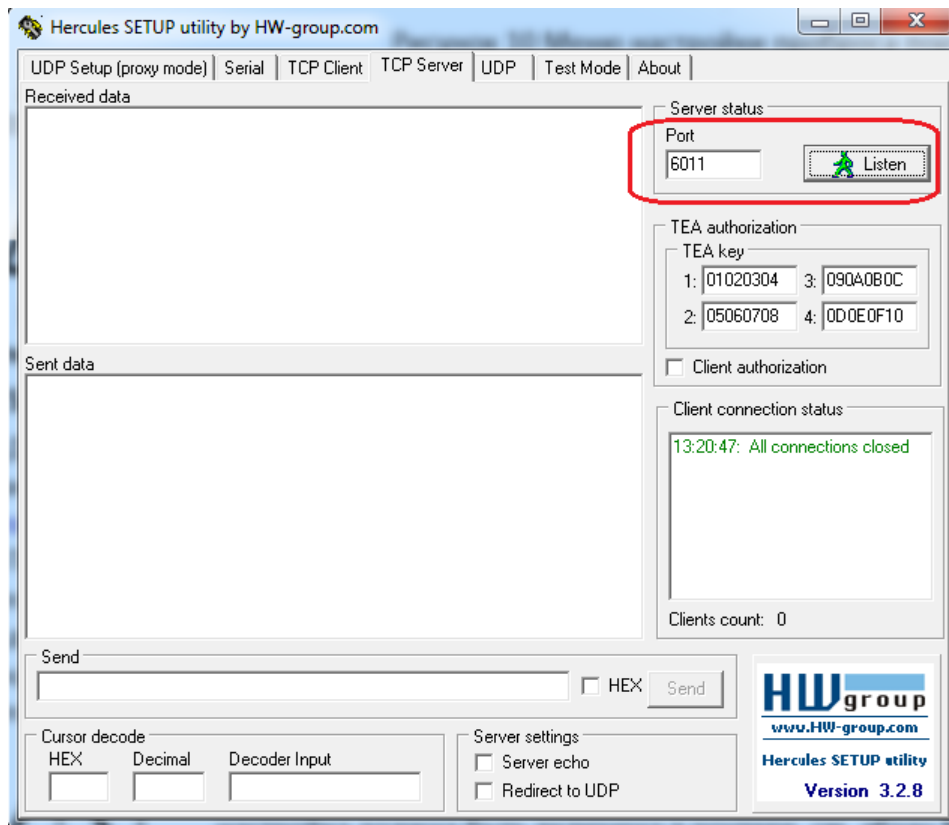 Hercules SETUP utility by HW-group.com
UDP Setup (proxy mode) Serial TCP Client TCP Server UDP Test Mode About
Received data
Server status
Port
6011 Listen
TEA authorization
TEA key
1: 01020304 3: 090A0B0C
2: 05060708 4: 0D0E0F10
Client authorization
Sent data
Client connection status
13:20:47: All connections closed
Clients count: 0
Send
HEX Send
HW group
www.HW-group.com
Hercules SETUP utility
Version 3.2.8
Cursor decode
HEX Decimal Decoder Input
Server settings
Server echo
Redirect to UDP